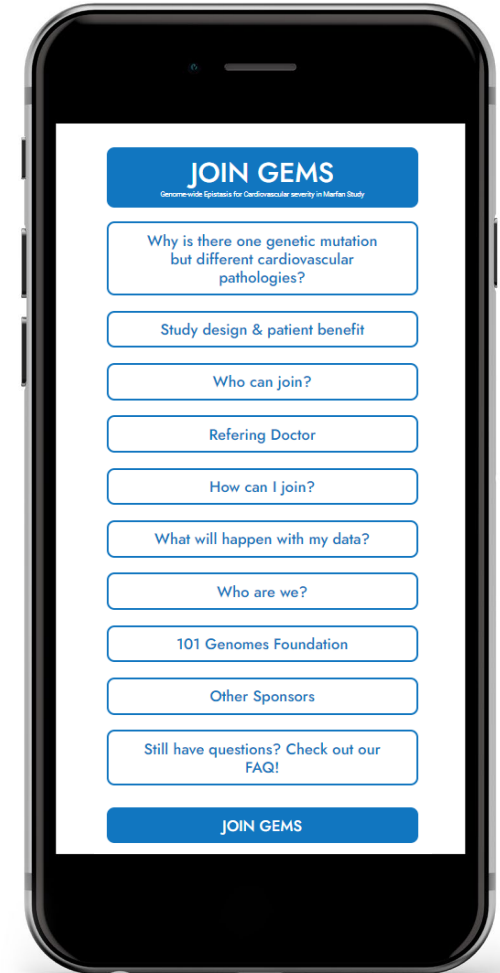 JOIN GEMS
Genome-wide Epistasis for Cardiovascular severity in Marfan Study
Why is there one genetic mutation
but different cardiovascular
pathologies?
Study design & patient benefit
Who can join?
Refering Doctor
How can I join?
What will happen with my data?
Who are we?
101 Genomes Foundation
Other Sponsors
Still have questions? Check out our
FAQ!
JOIN GEMS